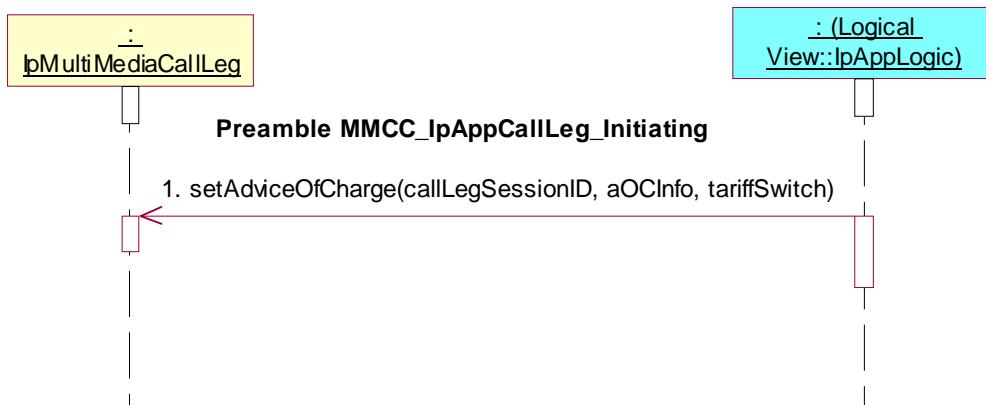 :
IpMultiMediaCallLeg
: (Logical
View::IpAppLogic)
Preamble MMCC_IpAppCallLeg_Initiating
1. setAdviceOfCharge(callLegSessionID, aOCInfo, tariffSwitch)